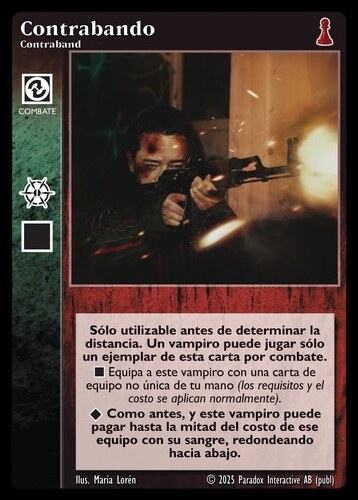 Contrabando
Contraband
COMBATE
Sólo utilizable antes de determinar la
distancia. Un vampiro puede jugar sólo
un ejemplar de esta carta por combate.
Equipa a este vampiro con una carta de
equipo no única de tu mano (los requisitos y el
costo se aplican normalmente).
Como antes, y este vampiro puede
pagar hasta la mitad del costo de ese
equipo con su sangre, redondeando
hacia abajo.
Ilus. María Lorén
© 2025 Paradox Interactive AB (publ)